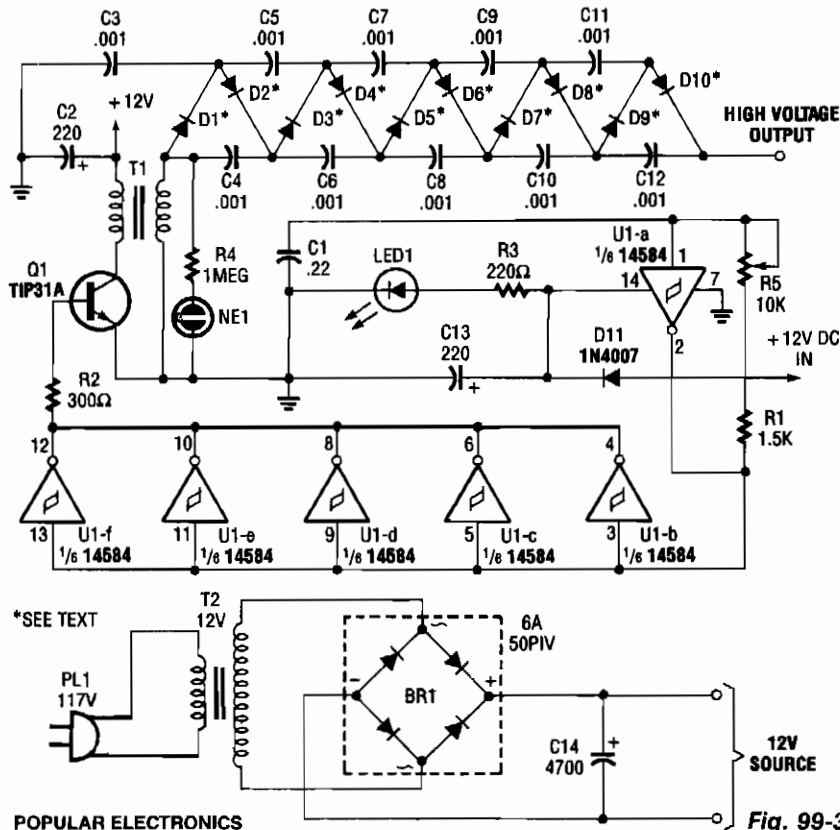 C3
.001
C5
.001
C7
.001
C9
.001
C11
.001
C2
220
+
+12V
D1*
D2*
D3*
D4*
D5*
D6*
D7*
D8*
D9*
D10*
HIGH VOLTAGE
OUTPUT
T1
C4
.001
C6
.001
C8
.001
C10
.001
C12
.001
Q1
TIP31A
R4
1MEG
NE1
C1
.22
LED1
R3
220Ω
U1-a
1/6 14584
14
1
7
2
R5
10K
C13
220
+
D11
1N4007
+12V DC
IN
R2
300Ω
R1
1.5K
12
10
8
6
4
13
U1-f
1/6 14584
11
U1-e
1/6 14584
9
U1-d
1/6 14584
5
U1-c
1/6 14584
3
U1-b
1/6 14584
*SEE TEXT
T2
12V
PL1
117V
6A
50PIV
~
-
BR1
+
~
C14
4700
+
12V
SOURCE
POPULAR ELECTRONICS
Fig. 99-3